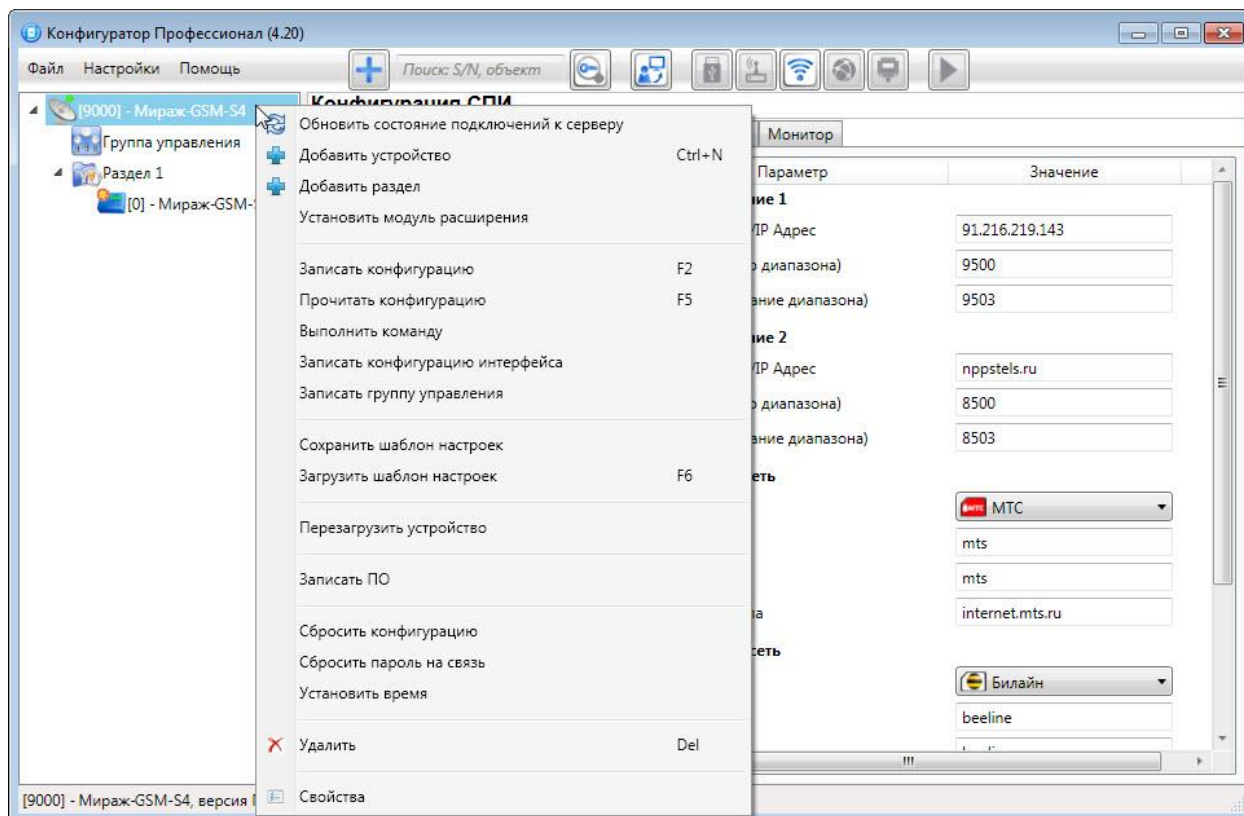 Конфигуратор Профессионал (4.20)
Файл Настройки Помощь Поиск: S/N, объект
[9000] - Мираж-GSM-S4
Группа управления
Раздел 1
[0] - Мираж-GSM-
Конфигурация СПИ
Обновить состояние подключений к серверу
Добавить устройство Ctrl+N
Добавить раздел
Установить модуль расширения
Записать конфигурацию F2
Прочитать конфигурацию F5
Выполнить команду
Записать конфигурацию интерфейса
Записать группу управления
Сохранить шаблон настроек
Загрузить шаблон настроек F6
Перезагрузить устройство
Записать ПО
Сбросить конфигурацию
Сбросить пароль на связь
Установить время
Удалить Del
Свойства
Монитор
Параметр Значение
ние 1
/IP Адрес 91.216.219.143
диапазона) 9500
ание диапазона) 9503
ние 2
/IP Адрес nppstels.ru
диапазона) 8500
ание диапазона) 8503
еть
МТС
mts
mts
internet.mts.ru
сеть
Билайн
beeline
[9000] - Мираж-GSM-S4, версия